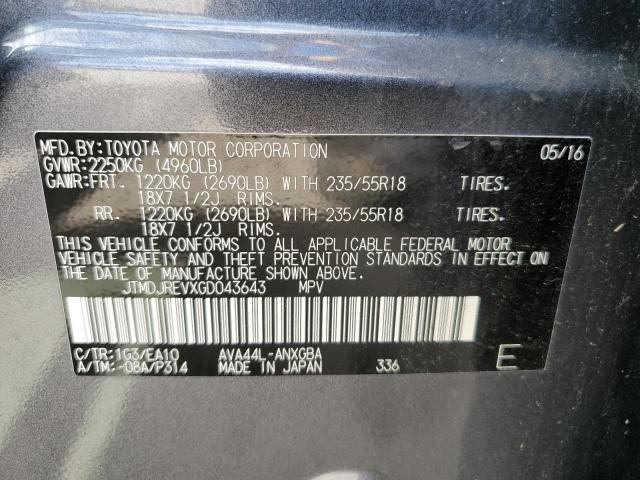 MFD.BY:TOYOTA MOTOR CORPORATION 05/16
GVWR:2250KG (4960LB)
GAWR:FRT. 1220KG (2690LB) WITH 235/55R18 TIRES.
18X7 1/2J RIMS.
RR. 1220KG (2690LB) WITH 235/55R18 TIRES.
18X7 1/2J RIMS.
THIS VEHICLE CONFORMS TO ALL APPLICABLE FEDERAL MOTOR
VEHICLE SAFETY AND THEFT PREVENTION STANDARDS IN EFFECT ON
THE DATE OF MANUFACTURE SHOWN ABOVE.
JTMDJREVXGD043643 MPV
C/TR:1G3/EA10 AVA44L-ANXGBA
A/TM:-08A/P314 MADE IN JAPAN 336 E